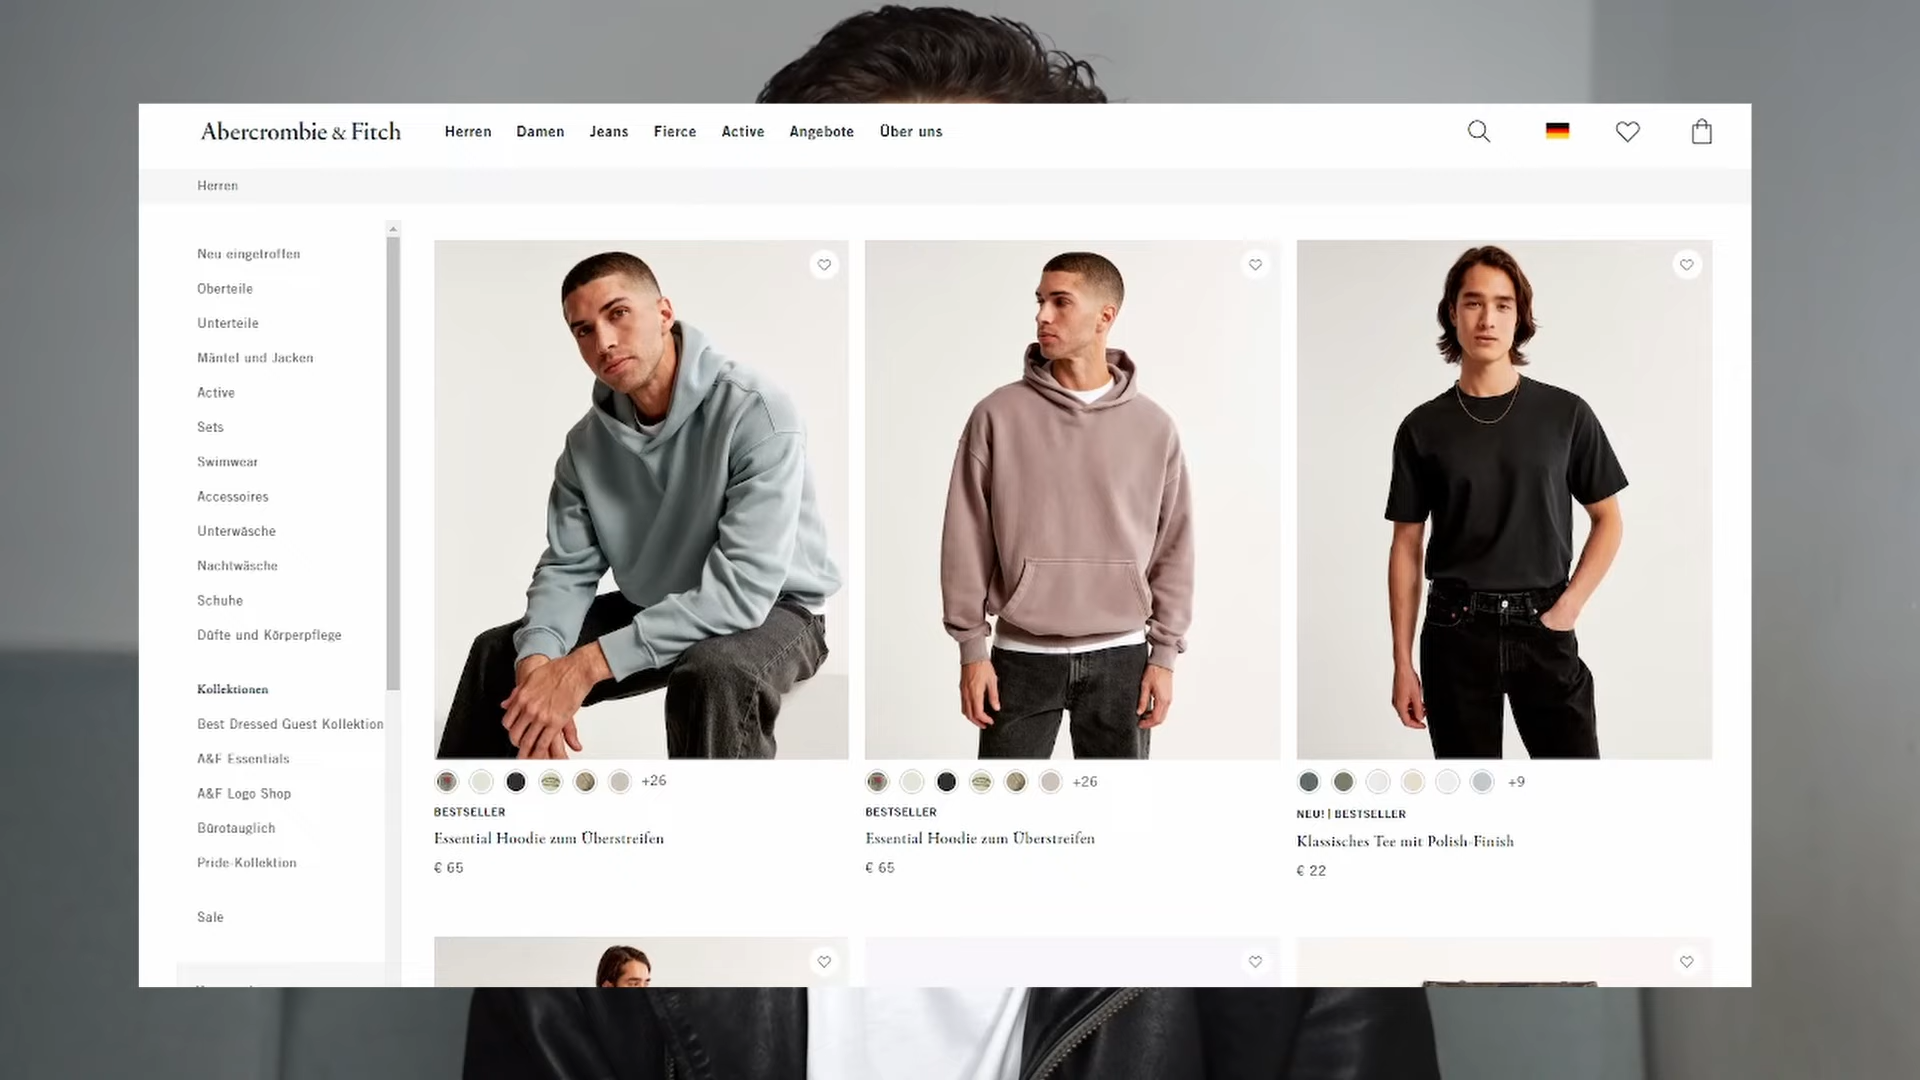 Abercrombie & Fitch
Herren Damen Jeans Fierce Active Angebote Über uns
Herren
Neu eingetroffen
Oberteile
Unterteile
Mäntel und Jacken
Active
Sets
Swimwear
Accessoires
Unterwäsche
Nachtwäsche
Schuhe
Düfte und Körperpflege
Kollektionen
Best Dressed Guest Kollektion
A&F Essentials
A&F Logo Shop
Bürotauglich
Pride-Kollektion
Sale
+26
BESTSELLER
Essential Hoodie zum Überstreifen
€ 65
+26
BESTSELLER
Essential Hoodie zum Überstreifen
€ 65
+9
NEU! | BESTSELLER
Klassisches Tee mit Polish-Finish
€ 22